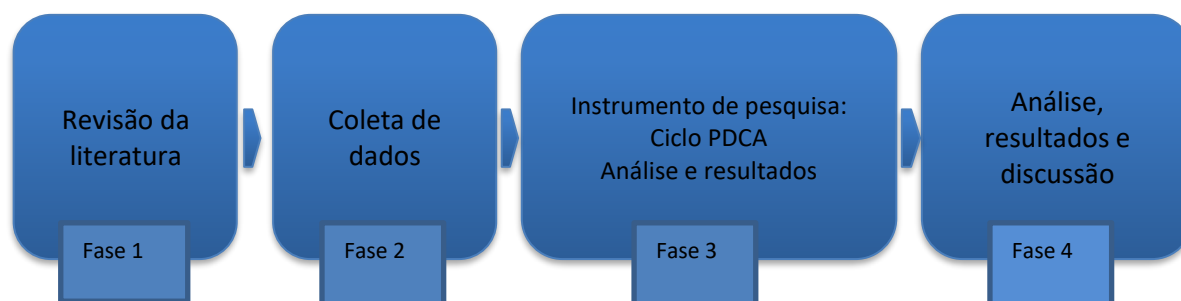 Revisão da
literatura
Fase 1
Coleta de
dados
Fase 2
Instrumento de pesquisa:
Ciclo PDCA
Análise e resultados
Fase 3
Análise,
resultados e
discussão
Fase 4